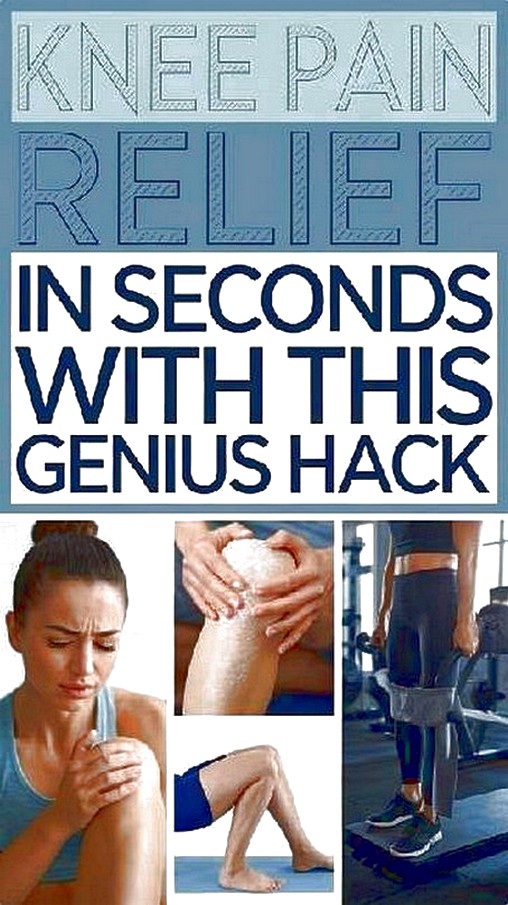 KNEE PAIN
RELIEF
IN SECONDS
WITH THIS
GENIUS HACK